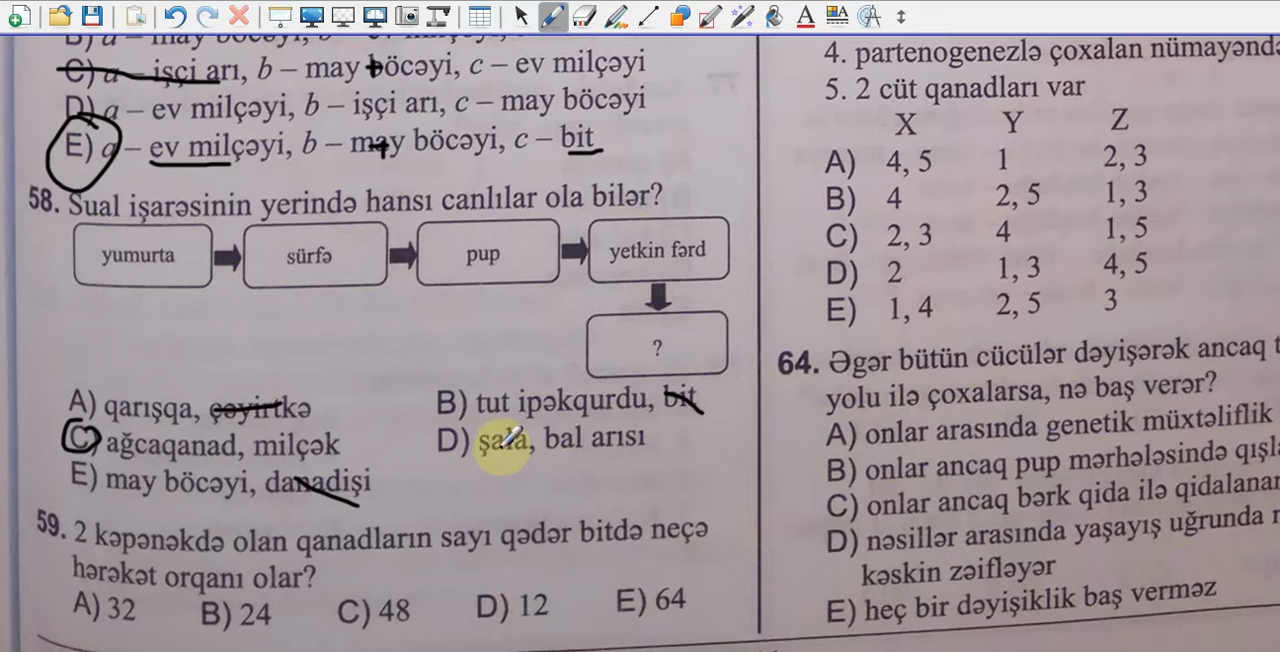 C) a – işçi arı, b – may böcəyi, c – ev milçəyi
D) a – ev milçəyi, b – işçi arı, c – may böcəyi
E) a – ev milçəyi, b – may böcəyi, c – bit
58. Sual işarəsinin yerində hansı canlılar ola bilər?
yumurta
sürfə
pup
yetkin fərd
?
A) qarışqa, çəyirtkə
B) tut ipəkqurdu, bit
C) ağcaqanad, milçək
D) şala, bal arısı
E) may böcəyi, danadişi
59. 2 kəpənəkdə olan qanadların sayı qədər bitdə neçə
hərəkət orqanı olar?
A) 32 B) 24 C) 48 D) 12 E) 64
4. partenogenezlə çoxalan
5. 2 cüt qanadları var
X Y Z
A) 4, 5 1 2, 3
B) 4 2, 5 1, 3
C) 2, 3 4 1, 5
D) 2 1, 3 4, 5
E) 1, 4 2, 5 3
64. Əgər bütün cücülər dəyişərək ancaq
yolu ilə çoxalarsa, nə baş verər?
A) onlar arasında genetik müxtəliflik
B) onlar ancaq pup mərhələsində
C) onlar ancaq bərk qida ilə
D) nəsillər arasında yaşayış uğrunda
kəskin zəifləyər
E) heç bir dəyişiklik baş verməz